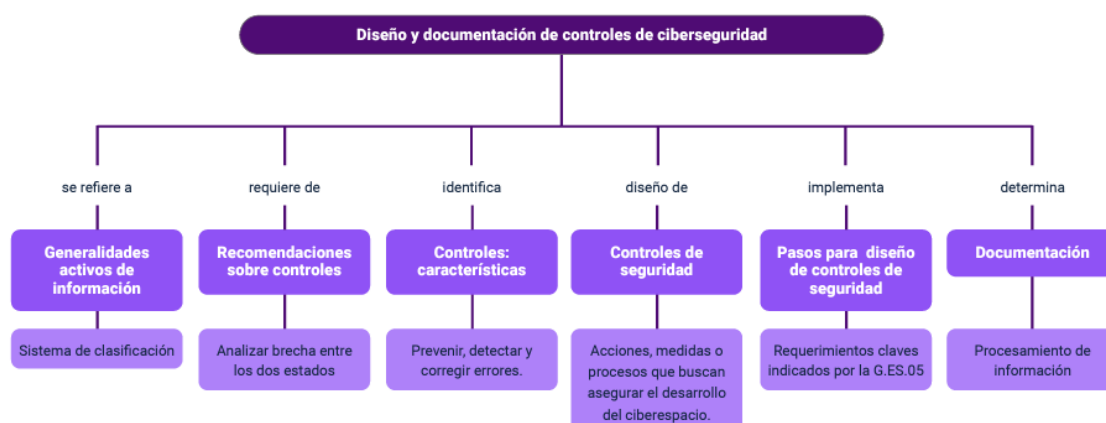 Diseño y documentación de controles de ciberseguridad
se refiere a
requiere de
identifica
diseño de
implementa
determina
Generalidades
activos de
información
Recomendaciones
sobre controles
Controles:
características
Controles de
seguridad
Pasos para diseño
de controles de
seguridad
Documentación
Sistema de clasificación
Analizar brecha entre
los dos estados
Prevenir, detectar y
corregir errores.
Acciones, medidas o
procesos que buscan
asegurar el desarrollo
del ciberespacio.
Requerimientos claves
indicados por la G.ES.05
Procesamiento de
información